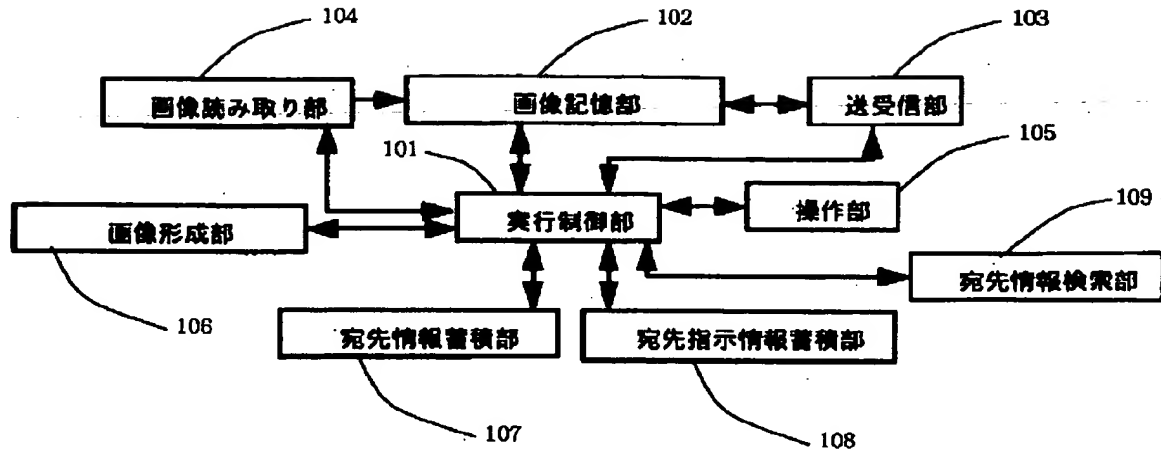 104
102
103
画像読み取り部
画像記憶部
送受信部
101
105
実行制御部
操作部
109
画像形成部
宛先情報検索部
106
宛先情報蓄積部
宛先指示情報蓄積部
107
108